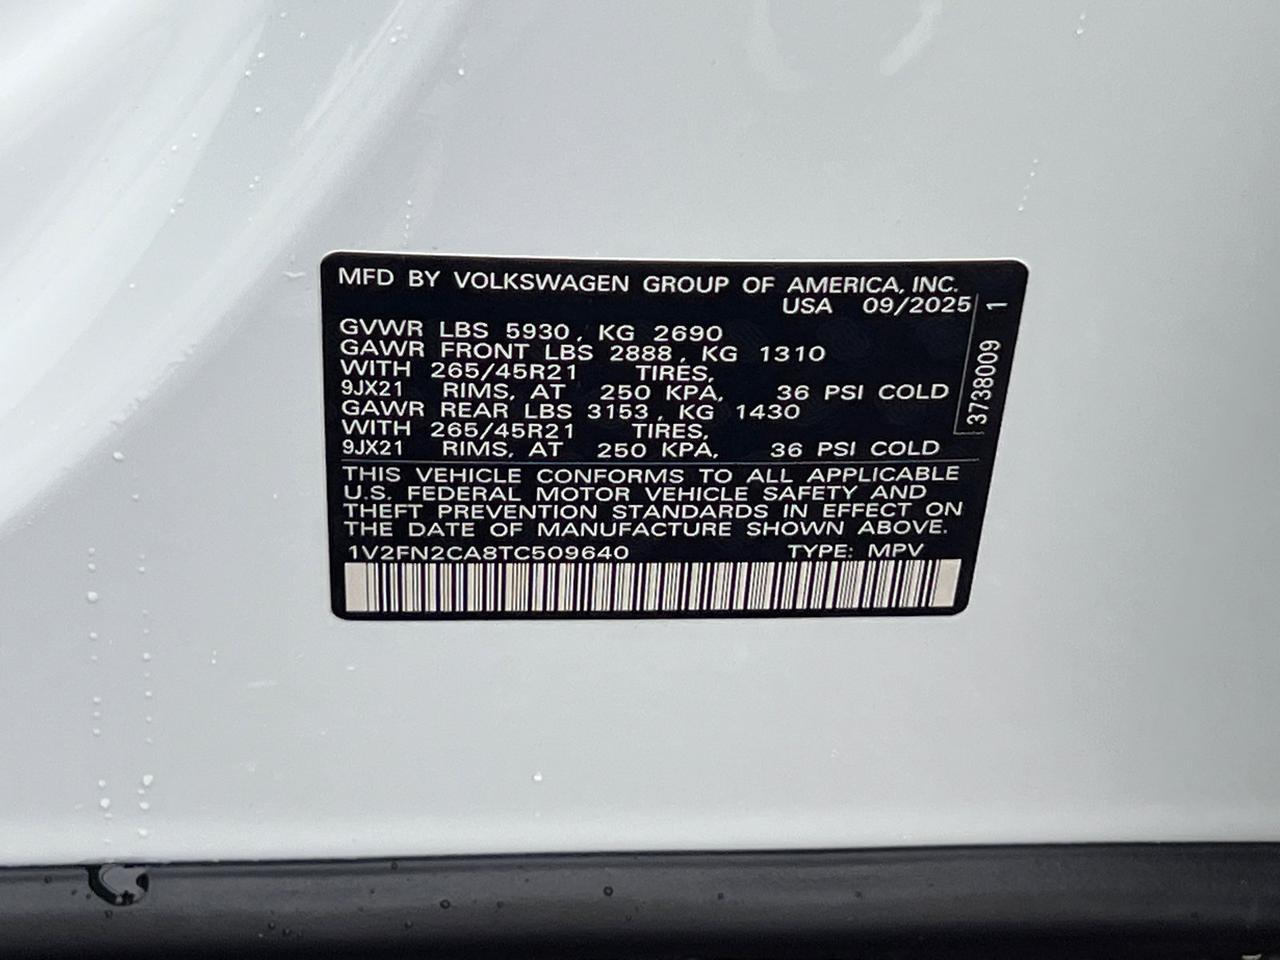 MFD BY VOLKSWAGEN GROUP OF AMERICA, INC.
USA 09/2025
GVWR LBS 5930, KG 2690
GAWR FRONT LBS 2888, KG 1310
WITH 265/45R21 TIRES,
9JX21 RIMS, AT 250 KPA, 36 PSI COLD
GAWR REAR LBS 3153, KG 1430
WITH 265/45R21 TIRES,
9JX21 RIMS, AT 250 KPA, 36 PSI COLD
THIS VEHICLE CONFORMS TO ALL APPLICABLE
U.S. FEDERAL MOTOR VEHICLE SAFETY AND
THEFT PREVENTION STANDARDS IN EFFECT ON
THE DATE OF MANUFACTURE SHOWN ABOVE.
1V2FN2CA8TC509640 TYPE: MPV
3738009 1